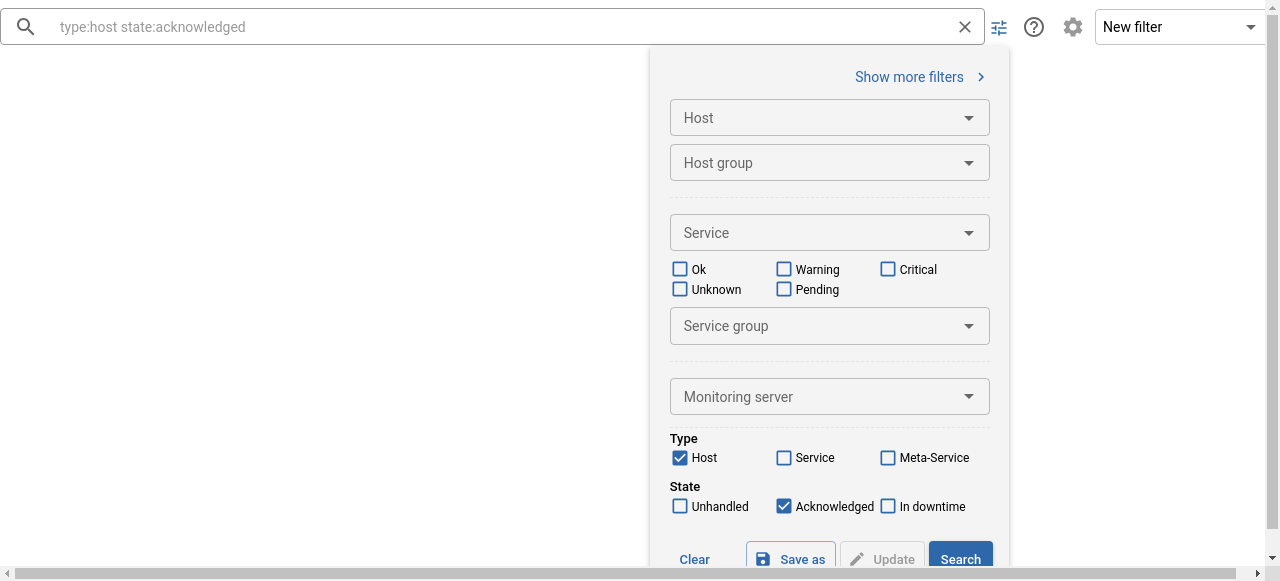 type:host state:acknowledged
New filter
Show more filters
Host
Host group
Service
Ok Warning Critical
Unknown Pending
Service group
Monitoring server
Type
Host Service Meta-Service
State
Unhandled Acknowledged In downtime
Clear Save as Update Search